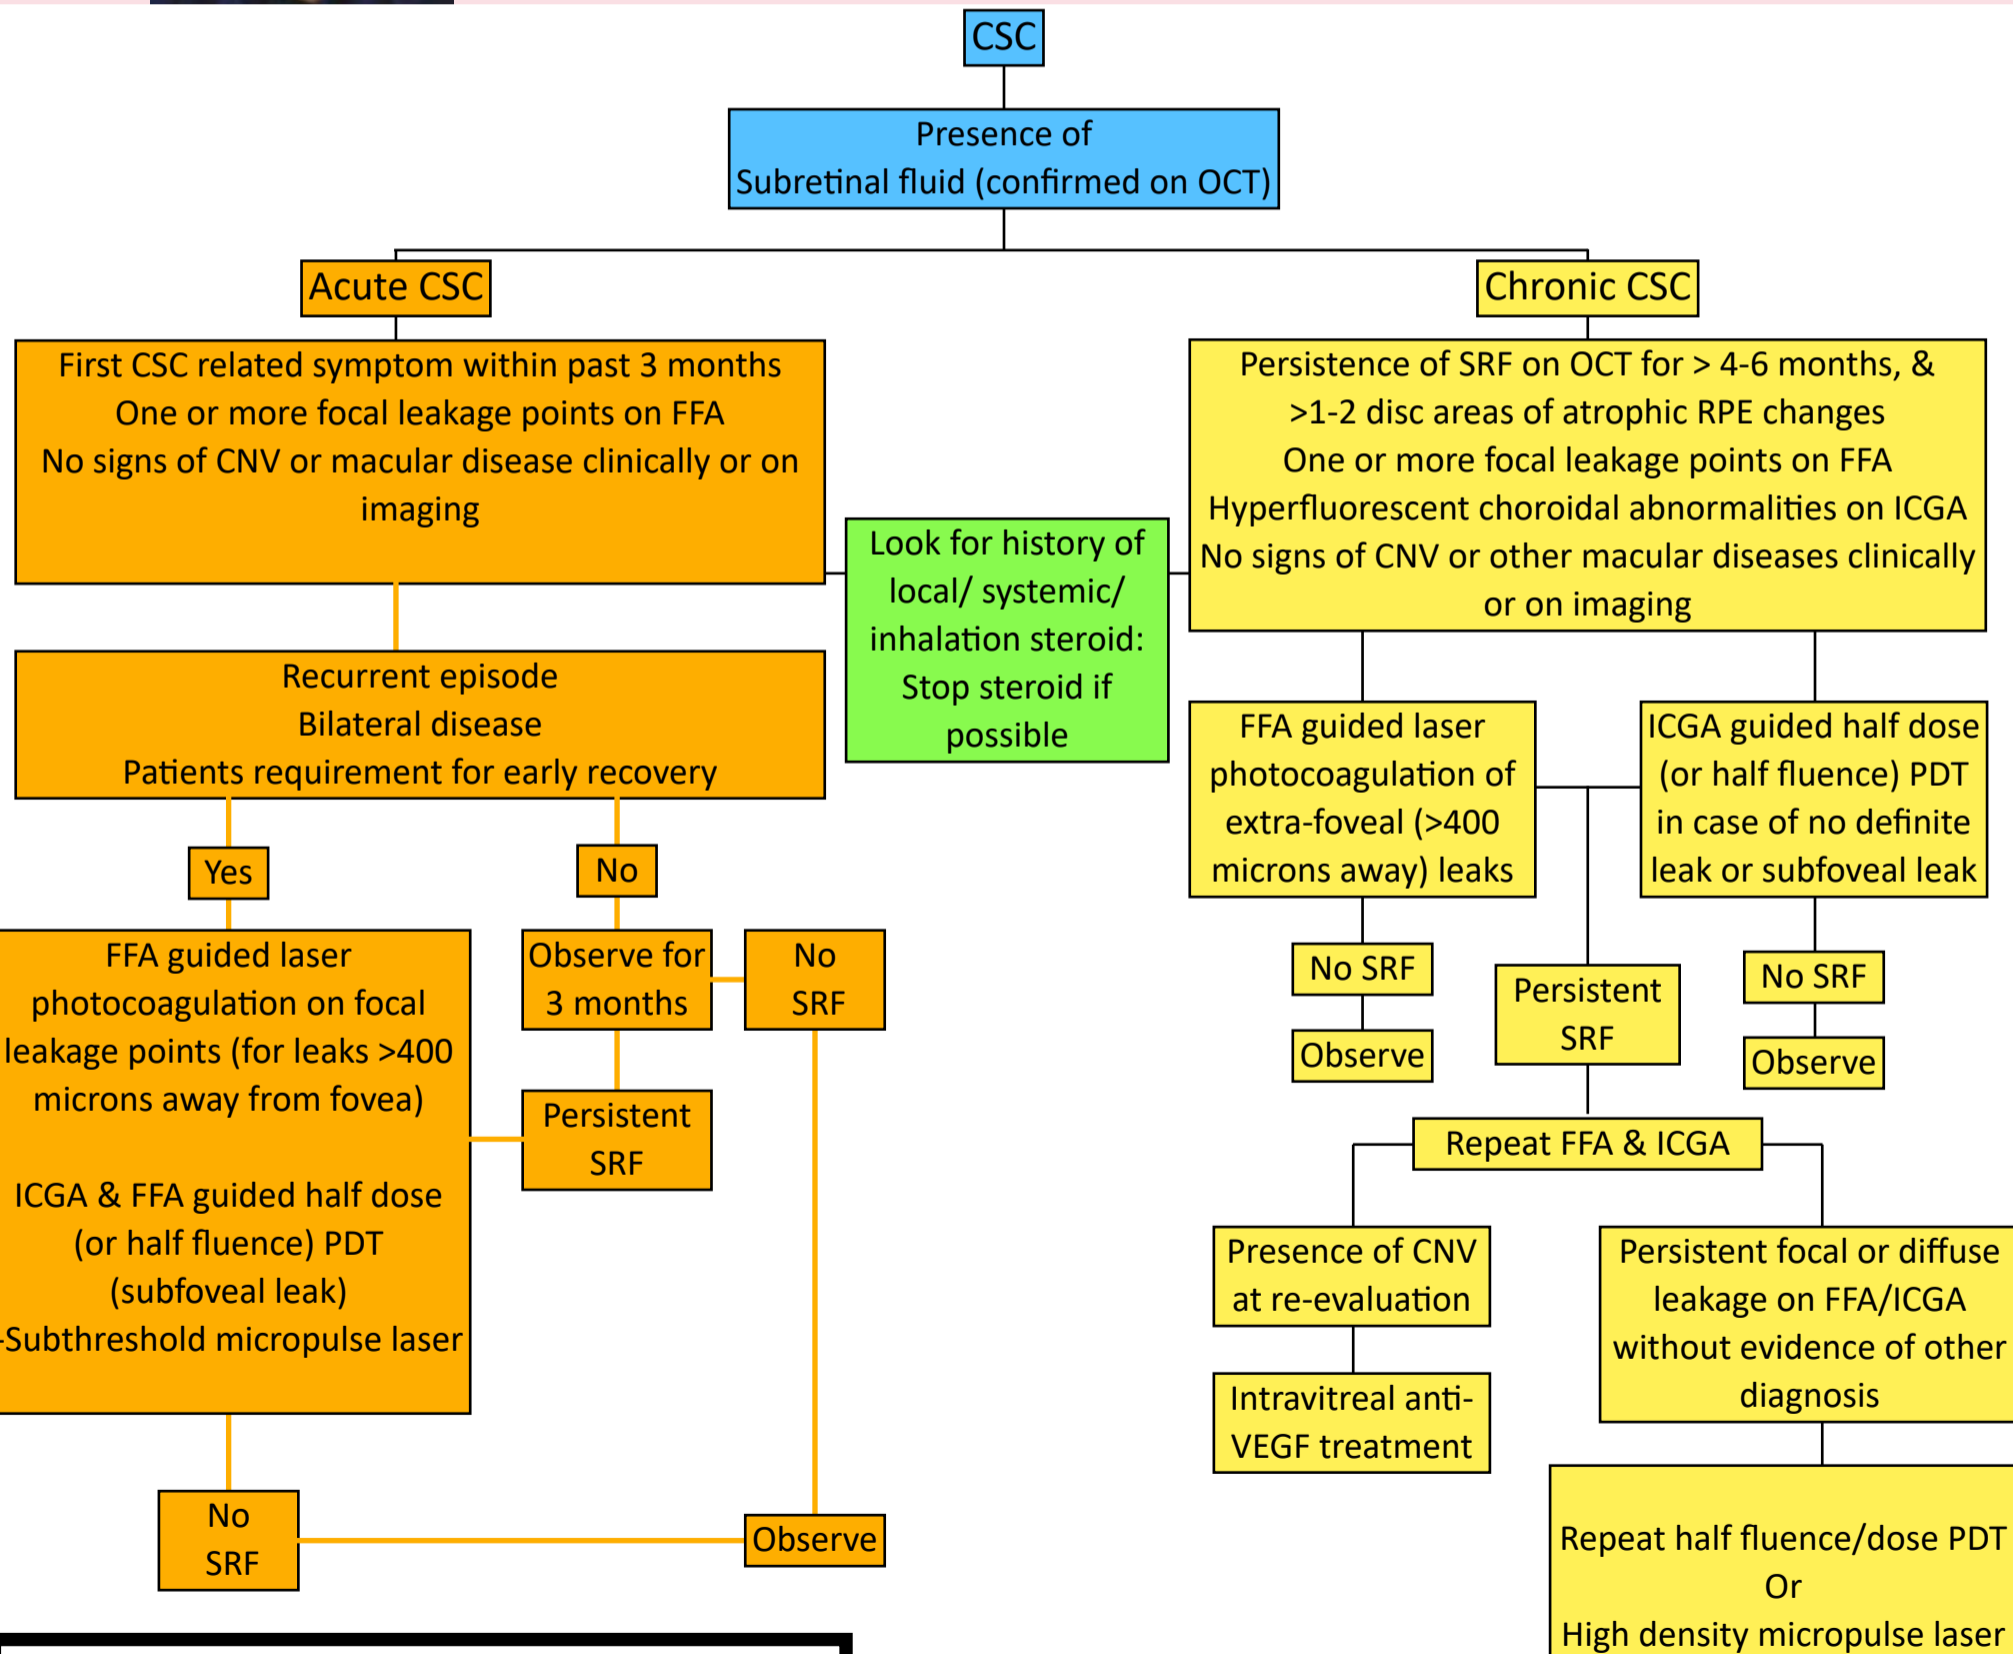 CSC
Presence of
Subretinal fluid (confirmed on OCT)
Acute CSC
First CSC related symptom within past 3 months
One or more focal leakage points on FFA
No signs of CNV or macular disease clinically or on
imaging
Recurrent episode
Bilateral disease
Patients requirement for early recovery
Yes
No
FFA guided laser
photocoagulation on focal
leakage points (for leaks >400
microns away from fovea)
ICGA & FFA guided half dose
(or half fluence) PDT
(subfoveal leak)
-Subthreshold micropulse laser
Observe for
3 months
No
SRF
Persistent
SRF
No
SRF
Observe
Look for history of
local/ systemic/
inhalation steroid:
Stop steroid if
possible
Chronic CSC
Persistence of SRF on OCT for > 4-6 months, &
>1-2 disc areas of atrophic RPE changes
One or more focal leakage points on FFA
Hyperfluorescent choroidal abnormalities on ICGA
No signs of CNV or other macular diseases clinically
or on imaging
FFA guided laser
photocoagulation of
extra-foveal (>400
microns away) leaks
ICGA guided half dose
(or half fluence) PDT
in case of no definite
leak or subfoveal leak
No SRF
Observe
Persistent
SRF
No SRF
Observe
Repeat FFA & ICGA
Presence of CNV
at re-evaluation
Intravitreal anti-
VEGF treatment
Persistent focal or diffuse
leakage on FFA/ICGA
without evidence of other
diagnosis
Repeat half fluence/dose PDT
Or
High density micropulse laser